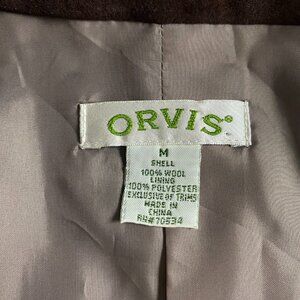 ORVIS®
M
SHELL
100% WOOL
LINING
100% POLYESTER
EXCLUSIVE OF TRIMS
MADE IN
CHINA
RN#70534